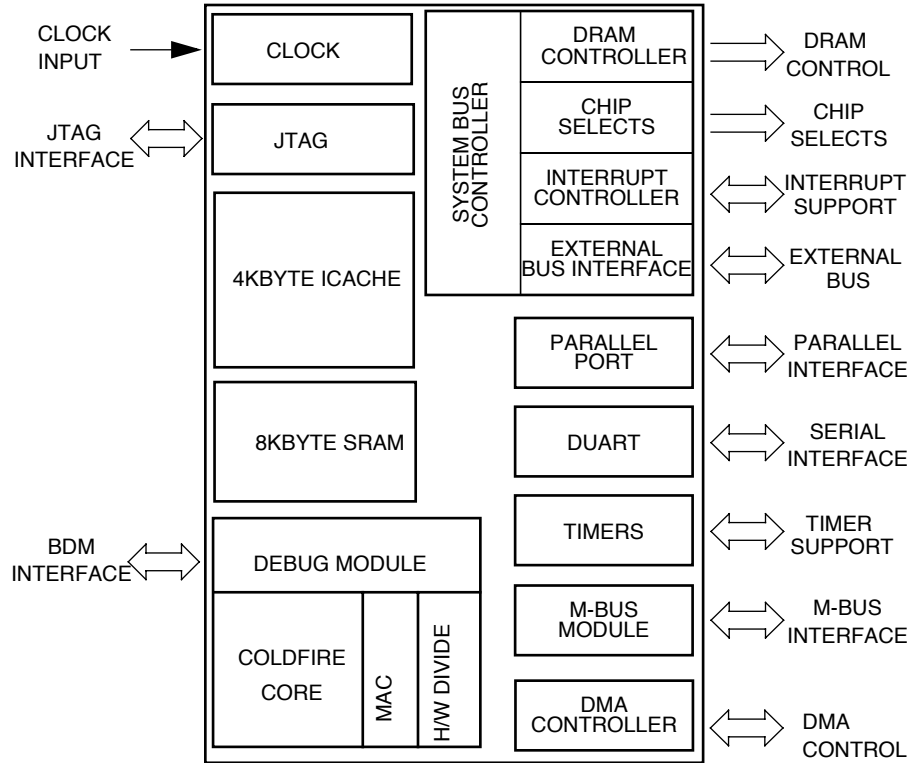 CLOCK
INPUT
CLOCK
JTAG
INTERFACE
JTAG
4KBYTE ICACHE
8KBYTE SRAM
BDM
INTERFACE
DEBUG MODULE
COLDFIRE
CORE
MAC
H/W DIVIDE
SYSTEM BUS
CONTROLLER
DRAM
CONTROLLER
DRAM
CONTROL
CHIP
SELECTS
CHIP
SELECTS
INTERRUPT
CONTROLLER
INTERRUPT
SUPPORT
EXTERNAL
BUS INTERFACE
EXTERNAL
BUS
PARALLEL
PORT
PARALLEL
INTERFACE
DUART
SERIAL
INTERFACE
TIMERS
TIMER
SUPPORT
M-BUS
MODULE
M-BUS
INTERFACE
DMA
CONTROLLER
DMA
CONTROL